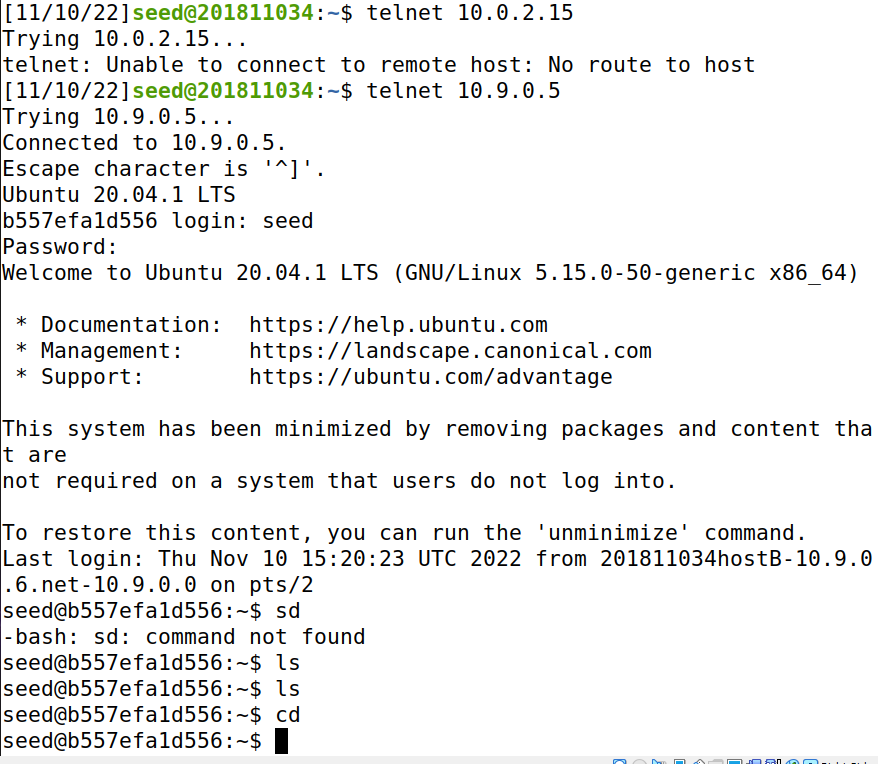 [11/10/22]seed@201811034:~$ telnet 10.0.2.15
Trying 10.0.2.15...
telnet: Unable to connect to remote host: No route to host
[11/10/22]seed@201811034:~$ telnet 10.9.0.5
Trying 10.9.0.5...
Connected to 10.9.0.5.
Escape character is '^]'.
Ubuntu 20.04.1 LTS
b557efa1d556 login: seed
Password:
Welcome to Ubuntu 20.04.1 LTS (GNU/Linux 5.15.0-50-generic x86_64)
* Documentation:  https://help.ubuntu.com
* Management:     https://landscape.canonical.com
* Support:        https://ubuntu.com/advantage
This system has been minimized by removing packages and content tha
t are
not required on a system that users do not log into.
To restore this content, you can run the 'unminimize' command.
Last login: Thu Nov 10 15:20:23 UTC 2022 from 201811034hostB-10.9.0
.6.net-10.9.0.0 on pts/2
seed@b557efa1d556:~$ sd
-bash: sd: command not found
seed@b557efa1d556:~$ ls
seed@b557efa1d556:~$ ls
seed@b557efa1d556:~$ cd
seed@b557efa1d556:~$